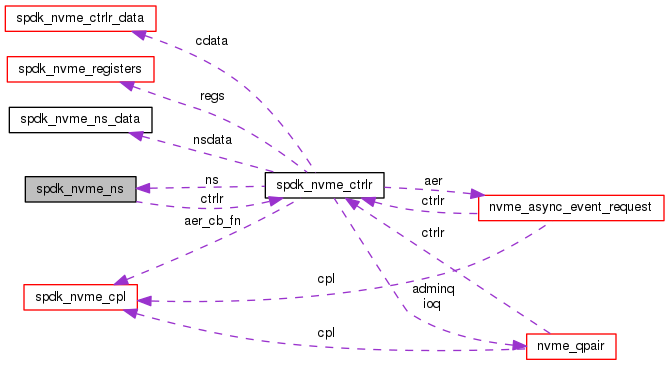 spdk_nvme_ctrlr_data
cdata
spdk_nvme_registers
regs
spdk_nvme_ns_data
nsdata
spdk_nvme_ns
ns
ctrlr
spdk_nvme_ctrlr
aer
ctrlr
nvme_async_event_request
aer_cb_fn
ctrlr
cpl
spdk_nvme_cpl
adminq
ioq
cpl
nvme_qpair